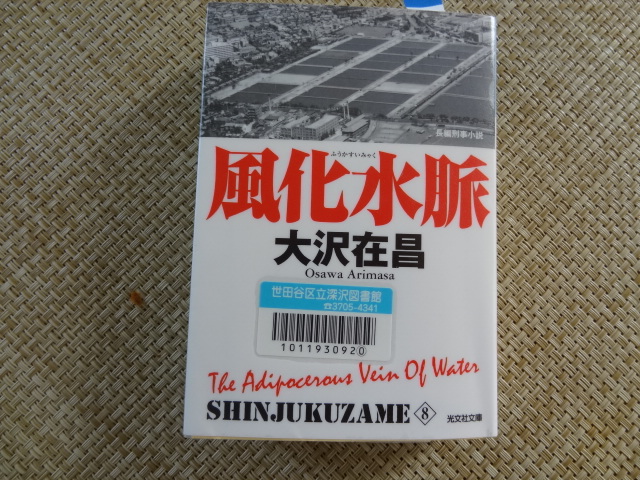 長編刑事小説
ふうかすいみゃく
風化水脈
大沢在昌
Osawa Arimasa
世田谷区立深沢図書館
☎3705-4341
1011930920
The Adipocerous Vein Of Water
SHINJUKUZAME 8
光文社文庫